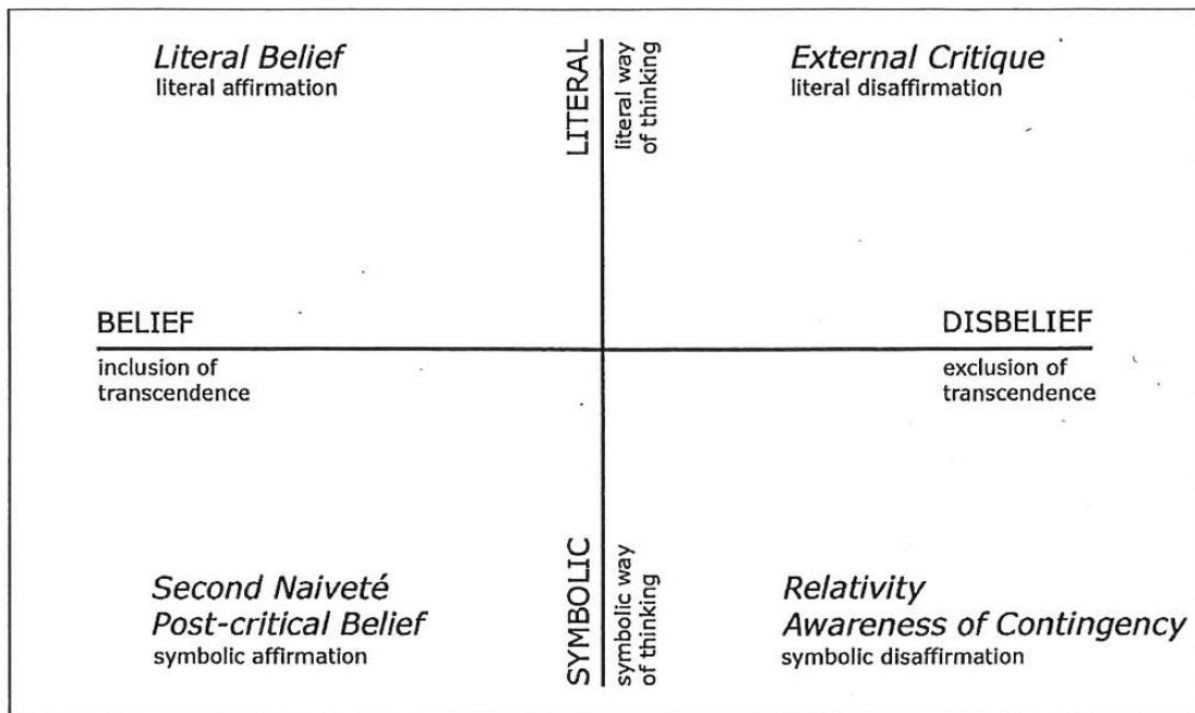 Literal Belief
literal affirmation
LITERAL
literal way
of thinking
External Critique
literal disaffirmation
BELIEF
inclusion of
transcendence
DISBELIEF
exclusion of
transcendence
Second Naiveté
Post-critical Belief
symbolic affirmation
SYMBOLIC
symbolic way
of thinking
Relativity
Awareness of Contingency
symbolic disaffirmation